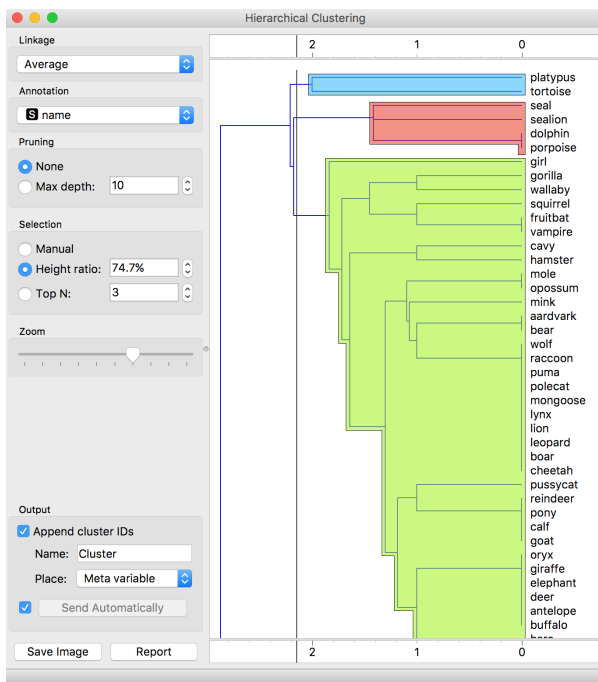 Hierarchical Clustering
Linkage
Average
Annotation
S name
Pruning
None
Max depth: 10
Selection
Manual
Height ratio: 74.7%
Top N: 3
Zoom
Output
Append cluster IDs
Name: Cluster
Place: Meta variable
Send Automatically
Save Image Report
2 1 0
platypus
tortoise
seal
sealion
dolphin
porpoise
girl
gorilla
wallaby
squirrel
fruitbat
vampire
cavy
hamster
mole
opossum
mink
aardvark
bear
wolf
raccoon
puma
polecat
mongoose
lynx
lion
leopard
boar
cheetah
pussycat
reindeer
pony
calf
goat
oryx
giraffe
elephant
deer
antelope
buffalo
2 1 0